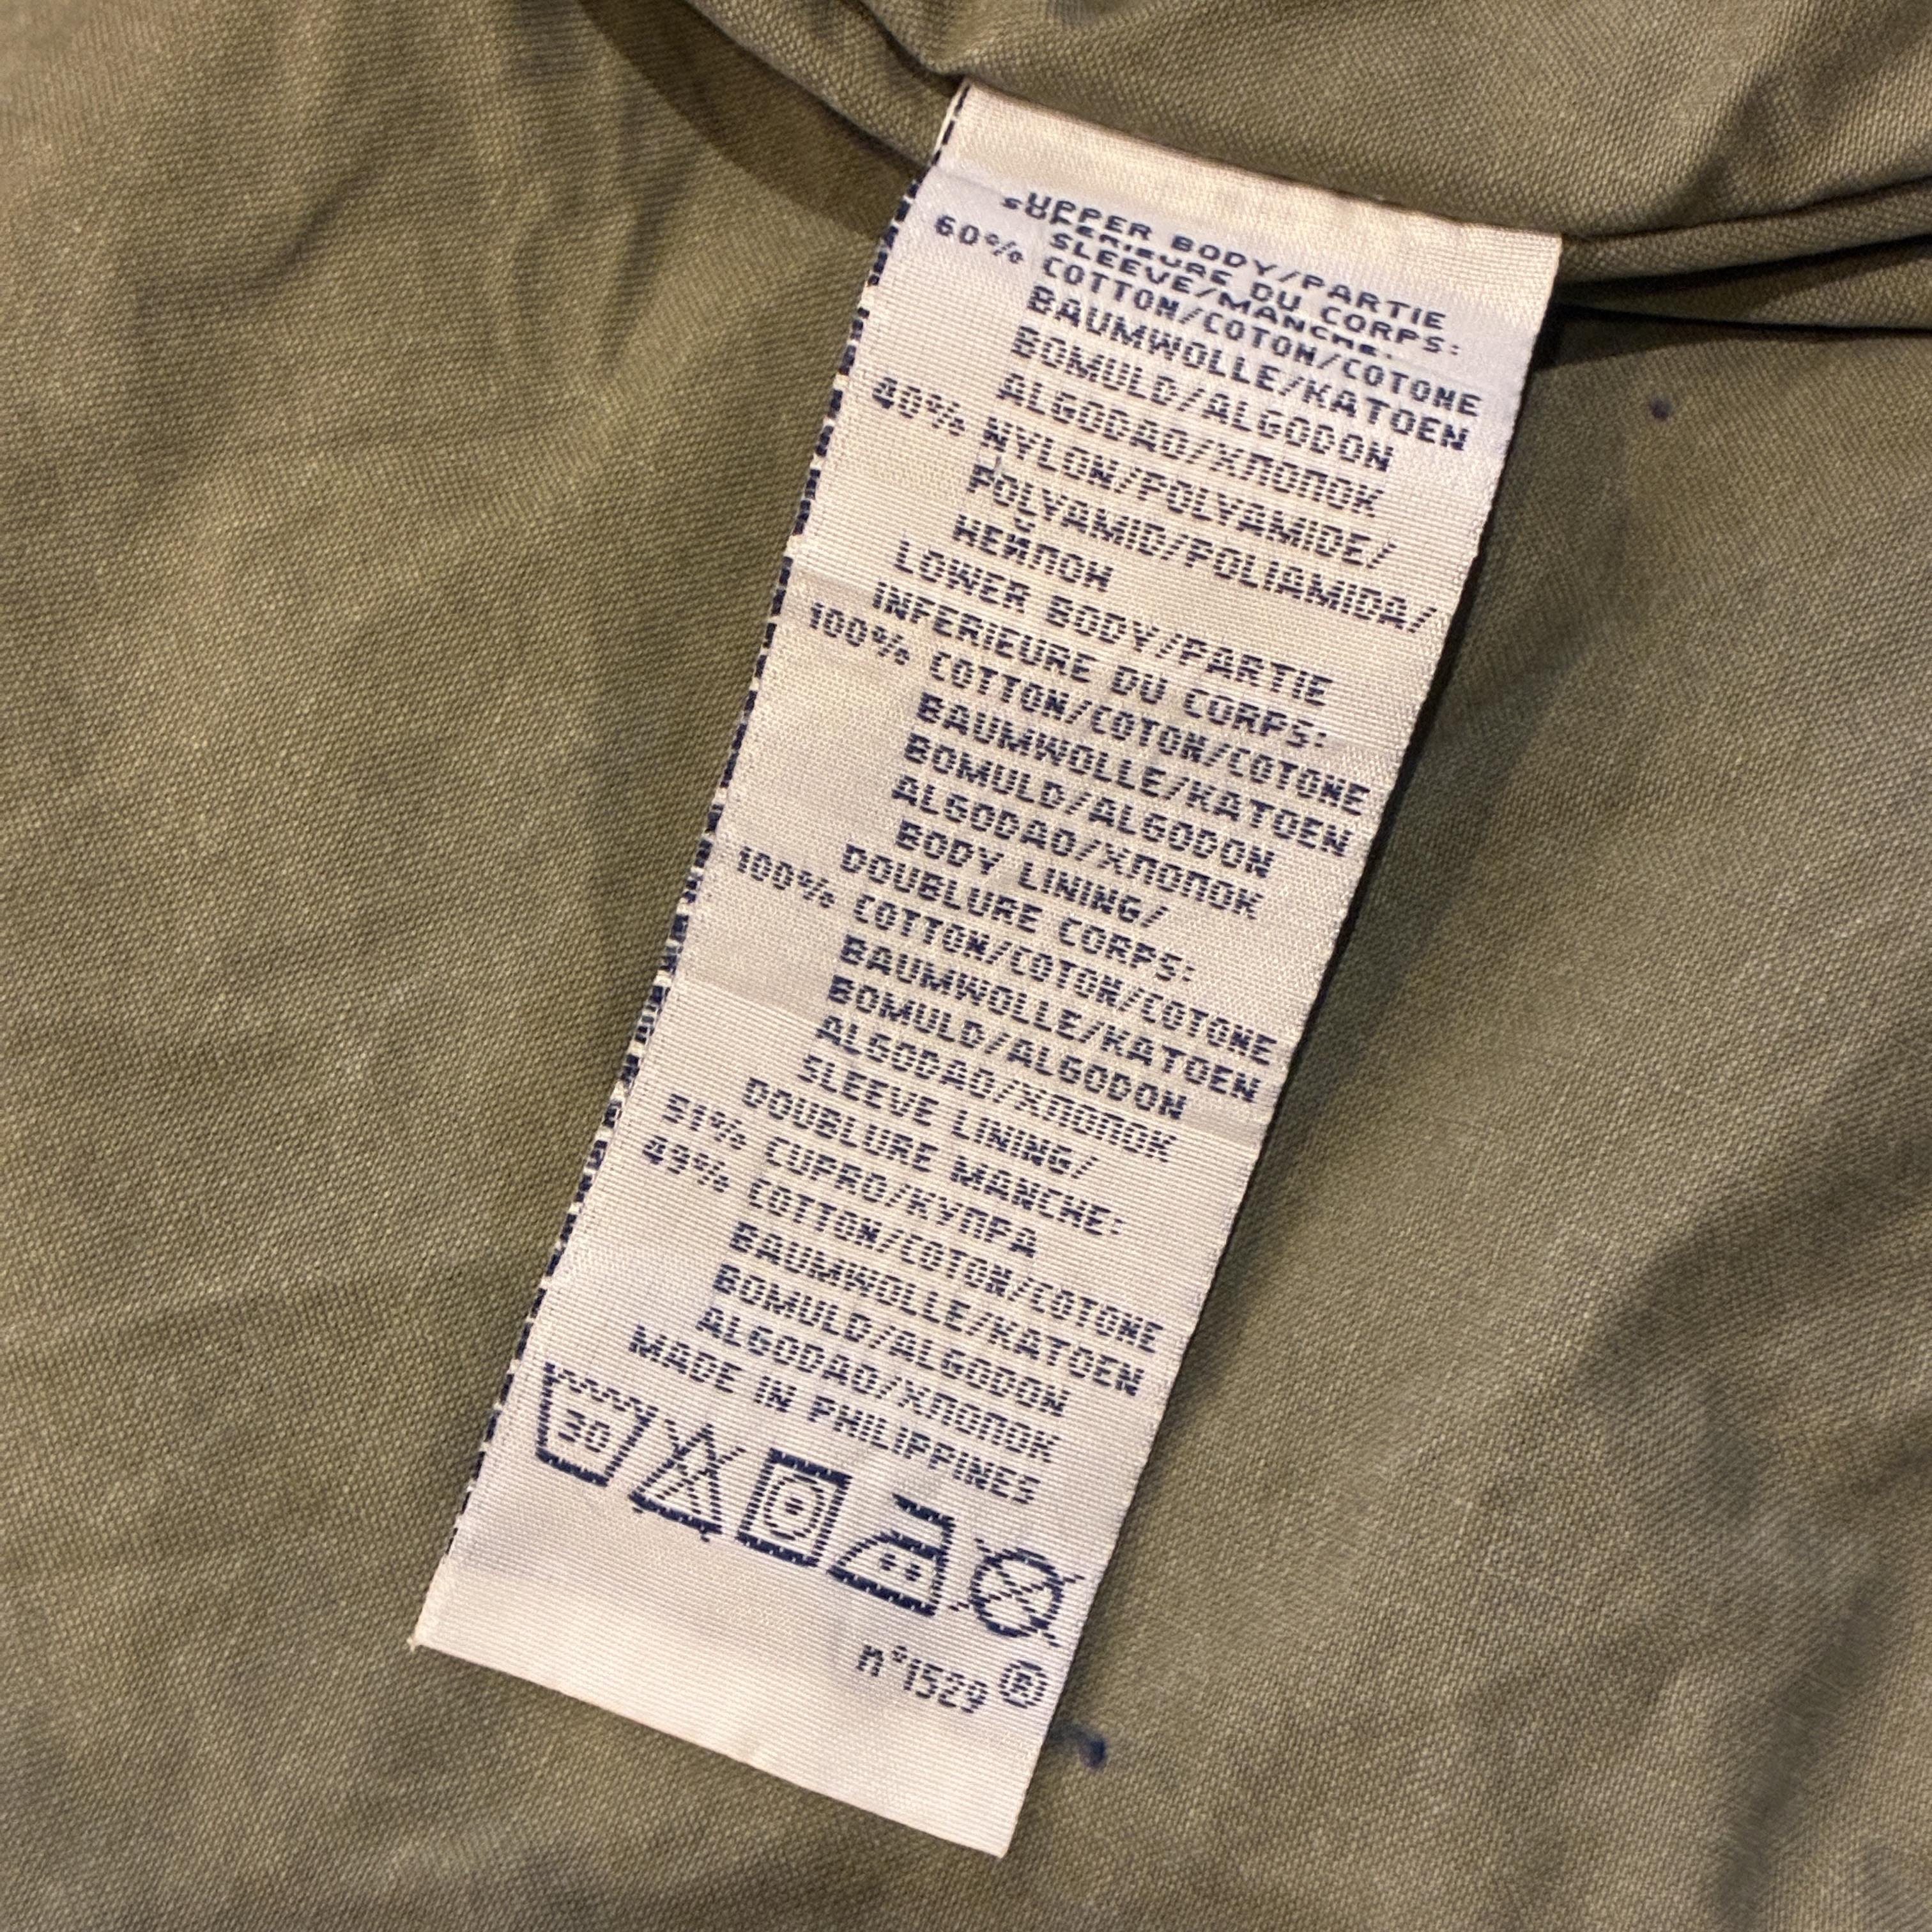 UPPER BODY/PARTIE
SUPERIEURE DU CORPS:
SLEEVE/MANCHE:
60% COTTON/COTON/COTONE
BAUMWOLLE/KATOEN
BOMULD/ALGODON
ALGODAO/ХЛОПОК
40% NYLON/POLYAMIDE/
POLYAMID/POLIAMIDA/
НЕЙЛОН
LOWER BODY/PARTIE
INFERIEURE DU CORPS:
100% COTTON/COTON/COTONE
BAUMWOLLE/KATOEN
BOMULD/ALGODON
ALGODAO/ХЛОПОК
BODY LINING/
DOUBLURE CORPS:
100% COTTON/COTON/COTONE
BAUMWOLLE/KATOEN
BOMULD/ALGODON
ALGODAO/ХЛОПОК
SLEEVE LINING/
DOUBLURE MANCHE:
51% CUPRO/КУПРА
49% COTTON/COTON/COTONE
BAUMWOLLE/KATOEN
BOMULD/ALGODON
ALGODAO/ХЛОПОК
MADE IN PHILIPPINES
30
n°1529 ®